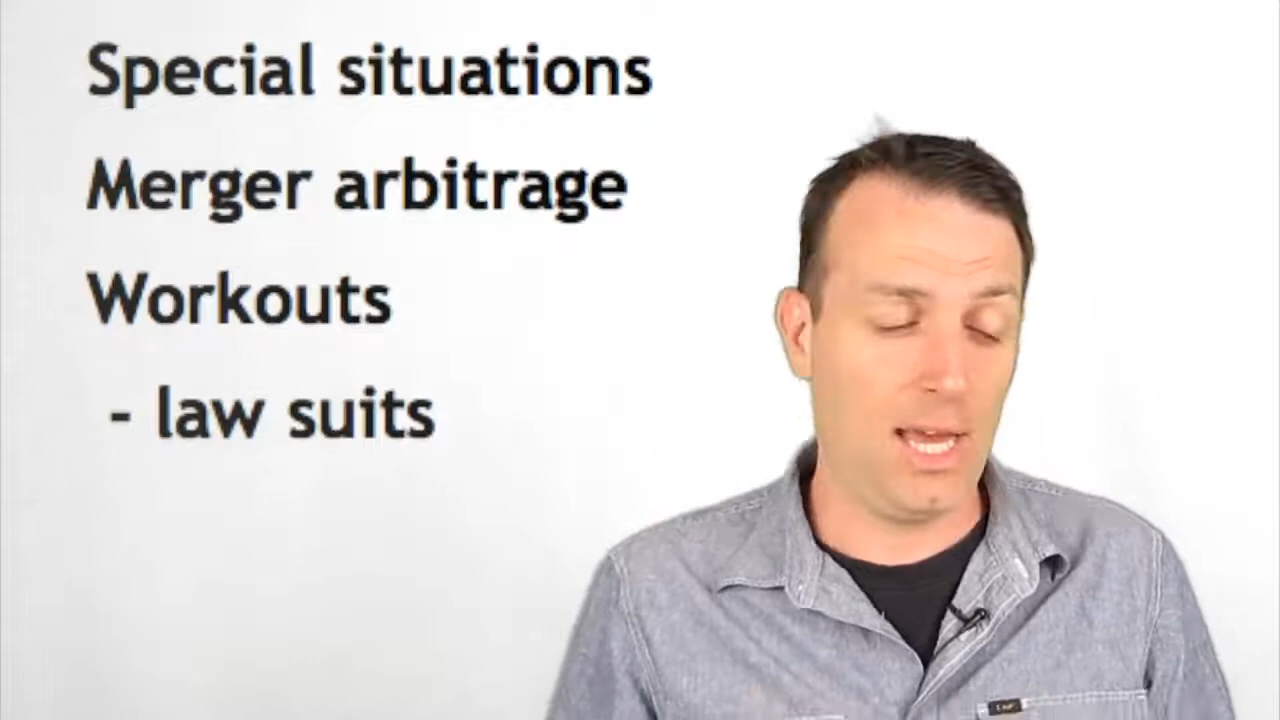 Special situations
Merger arbitrage
Workouts
- law suits